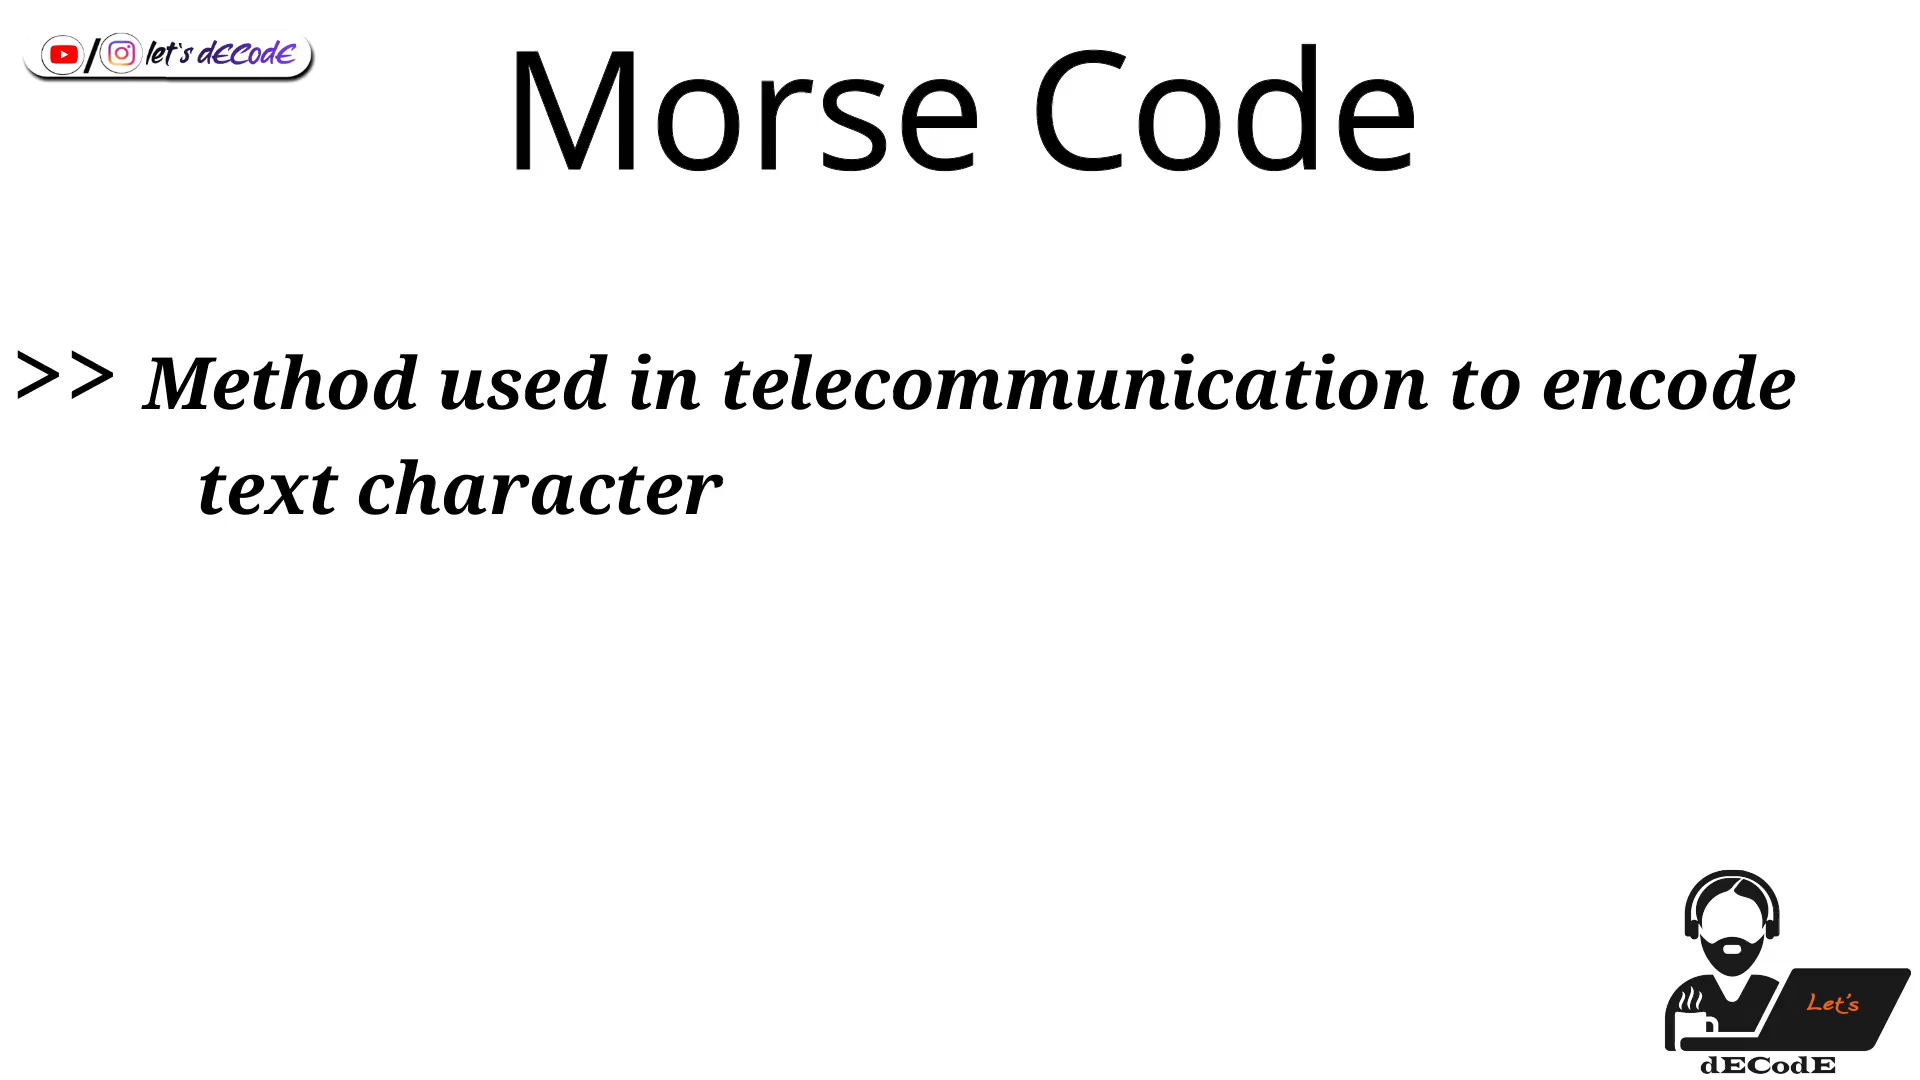 / let's dECodE
Morse Code
>> Method used in telecommunication to encode
text character
Let's
dECodE